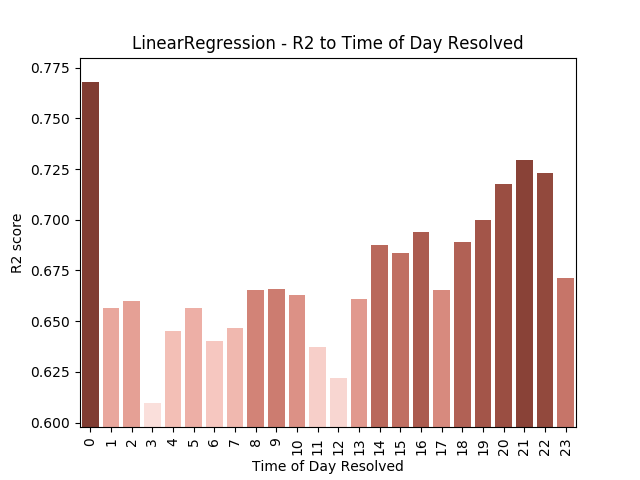 LinearRegression - R2 to Time of Day Resolved
0.775
0.750
0.725
0.700
0.675
0.650
0.625
0.600
R2 score
0 1 2 3 4 5 6 7 8 9 10 11 12 13 14 15 16 17 18 19 20 21 22 23
Time of Day Resolved